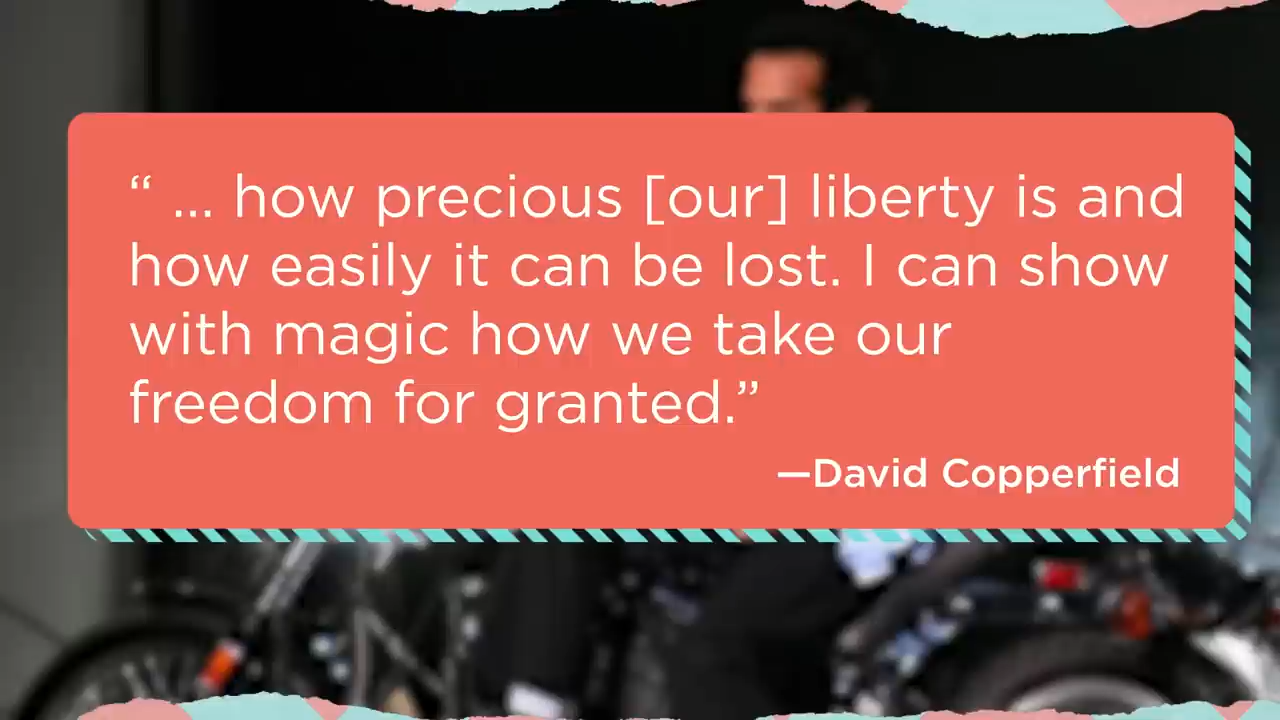 “ ... how precious [our] liberty is and
how easily it can be lost. I can show
with magic how we take our
freedom for granted.”
—David Copperfield